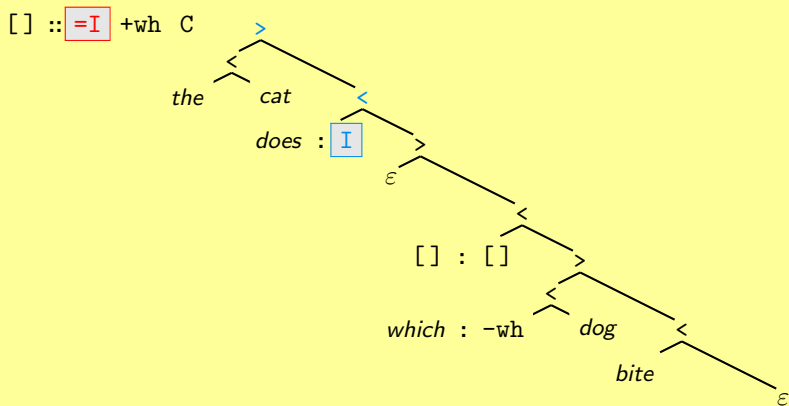 [] :: =I +wh C
>
<
the cat
<
does : I
>
ε
<
[] : []
>
<
which : -wh dog
<
bite
ε